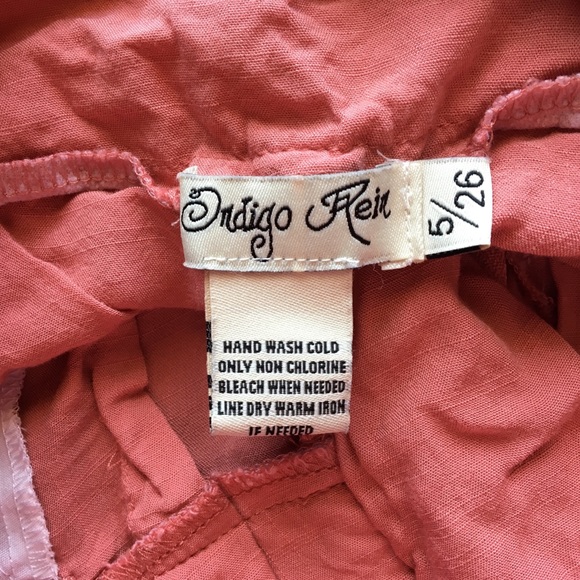 Indigo Rein
5/26
HAND WASH COLD
ONLY NON CHLORINE
BLEACH WHEN NEEDED
LINE DRY WARM IRON
IF NEEDED